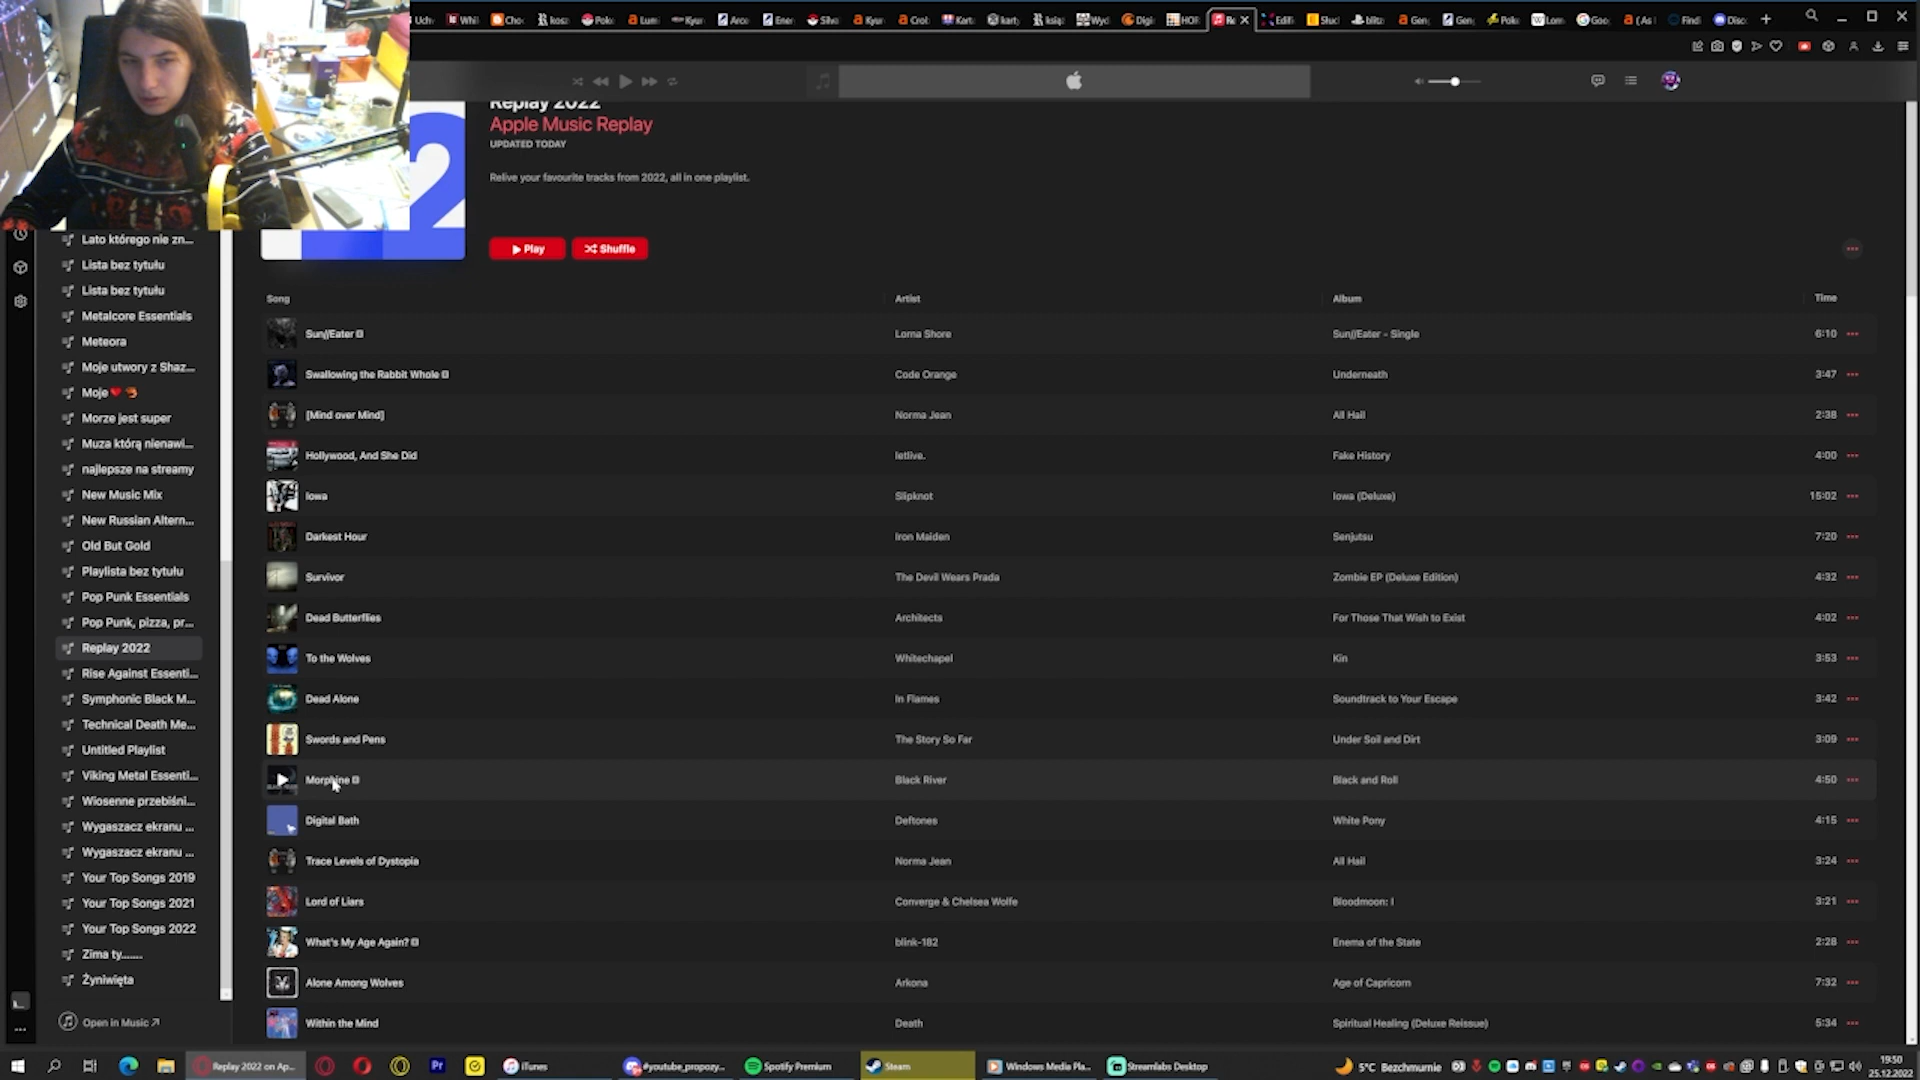 Replay 2022
Apple Music Replay
UPDATED TODAY
Relive your favourite tracks from 2022, all in one playlist.
Play
Shuffle
Song Artist Album Time
Sun//Eater Lorna Shore Sun//Eater - Single 6:10
Swallowing the Rabbit Whole Code Orange Underneath 3:47
[Mind over Mind] Norma Jean All Hail 2:38
Hollywood, And She Did letlive. Fake History 4:00
Iowa Slipknot Iowa (Deluxe) 15:02
Darkest Hour Iron Maiden Senjutsu 7:20
Survivor The Devil Wears Prada Zombie EP (Deluxe Edition) 4:32
Dead Butterflies Architects For Those That Wish to Exist 4:02
To the Wolves Whitechapel Kin 3:53
Dead Alone In Flames Soundtrack to Your Escape 3:42
Swords and Pens The Story So Far Under Soil and Dirt 3:09
Morphine Black River Black and Roll 4:50
Digital Bath Deftones White Pony 4:15
Trace Levels of Dystopia Norma Jean All Hail 3:24
Lord of Liars Converge & Chelsea Wolfe Bloodmoon: I 3:21
What's My Age Again? blink-182 Enema of the State 2:28
Alone Among Wolves Arkona Age of Capricorn 7:32
Within the Mind Death Spiritual Healing (Deluxe Reissue) 5:34
Lato którego nie zn...
Lista bez tytułu
Lista bez tytułu
Metalcore Essentials
Meteora
Moje utwory z Shaz...
Moje
Morze jest super
Muza którą nienawi...
najlepsze na streamy
New Music Mix
New Russian Altern...
Old But Gold
Playlista bez tytułu
Pop Punk Essentials
Pop Punk, pizza, pr...
Replay 2022
Rise Against Essenti...
Symphonic Black M...
Technical Death Me...
Untitled Playlist
Viking Metal Essenti...
Wiosenne przebiśni...
Wygaszacz ekranu ...
Wygaszacz ekranu ...
Your Top Songs 2019
Your Top Songs 2021
Your Top Songs 2022
Zima ty.......
Żyniwięta
Open in Music
Replay 2022 on Ap...
iTunes
#youtube_propozy...
Spotify Premium
Steam
Windows Media Pla...
Streamlabs Desktop
5°C Bezchmurnie
19:50
25.12.2022